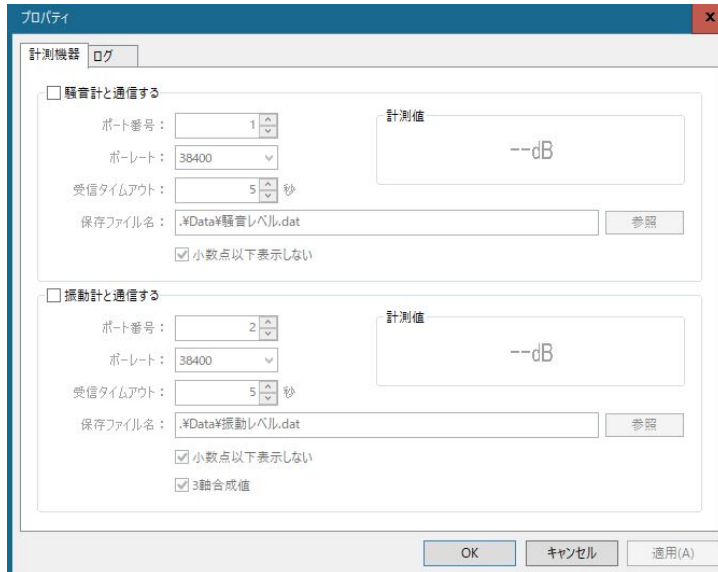 プロパティ
x
計測機器 ログ
騒音計と通信する
ポート番号: 1
計測値
--dB
ボーレート: 38400
受信タイムアウト: 5 秒
保存ファイル名: .¥Data¥騒音レベル.dat 参照
小数点以下表示しない
振動計と通信する
ポート番号: 2
計測値
--dB
ボーレート: 38400
受信タイムアウト: 5 秒
保存ファイル名: .¥Data¥振動レベル.dat 参照
小数点以下表示しない
3軸合成値
OK キャンセル 適用(A)